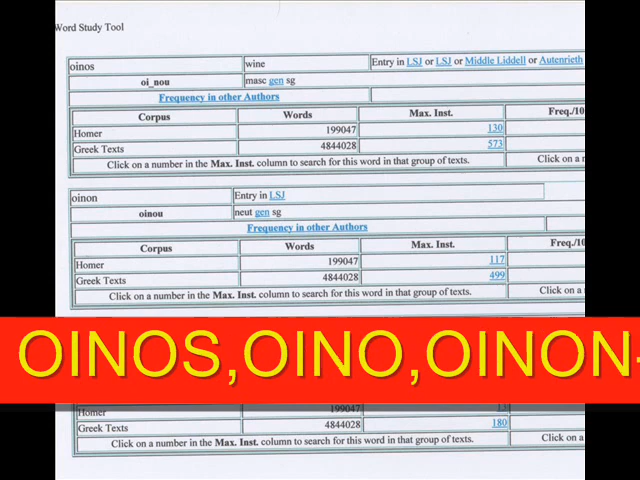 Word Study Tool
oinos wine Entry in LSJ or LSJ or Middle Liddell or Autenrieth
oi_nou masc gen sg
Frequency in other Authors
Corpus Words Max. Inst. Freq./10
Homer 199047 130
Greek Texts 4844028 573
Click on a number in the Max. Inst. column to search for this word in that group of texts. Click on a n
oinon Entry in LSJ
oinou neut gen sg
Frequency in other Authors
Corpus Words Max. Inst. Freq./10
Homer 199047 117
Greek Texts 4844028 499
Click on a number in the Max. Inst. column to search for this word in that group of texts. Click on a
OINOS,OINO,OINON-
Homer 199047
Greek Texts 4844028 180
Click on a number in the Max. Inst. column to search for this word in that group of texts. Click on a